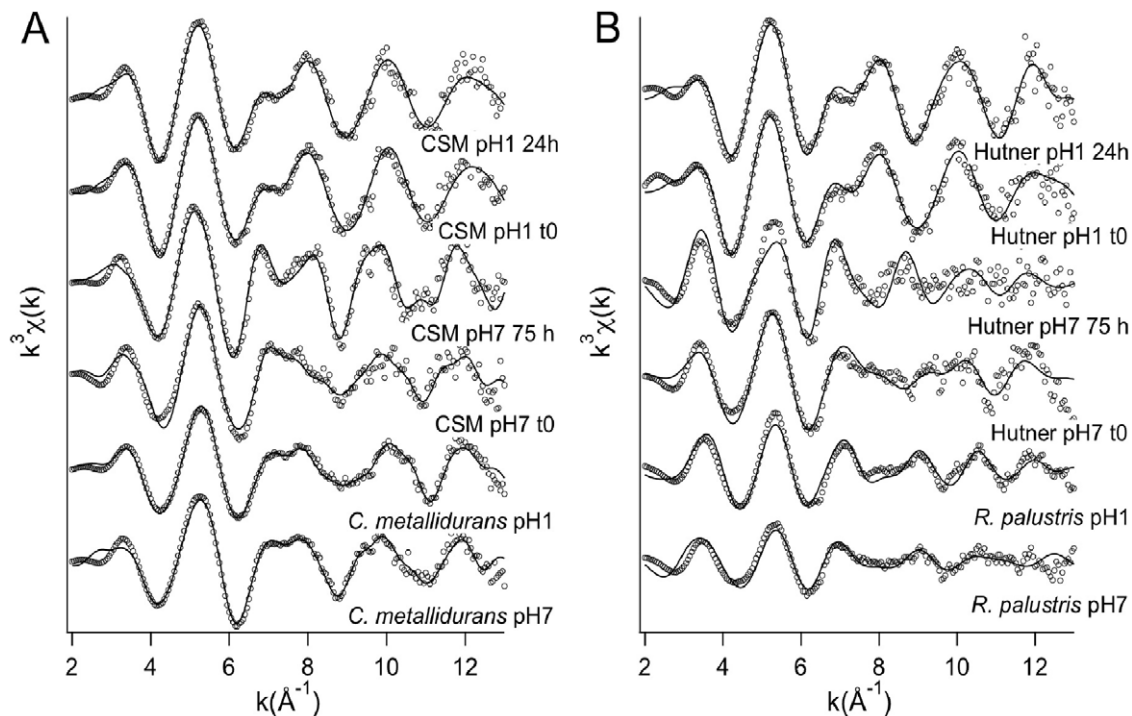 A
CSM pH1 24h
CSM pH1 t0
CSM pH7 75 h
CSM pH7 t0
C. metallidurans pH1
C. metallidurans pH7
k³χ(k)
2 4 6 8 10 12
k(Å⁻¹)
B
Hutner pH1 24h
Hutner pH1 t0
Hutner pH7 75 h
Hutner pH7 t0
R. palustris pH1
R. palustris pH7
k³χ(k)
2 4 6 8 10 12
k(Å⁻¹)